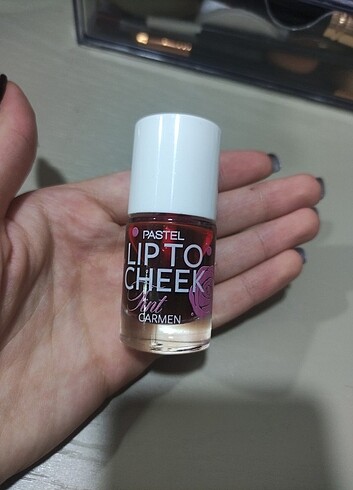 PASTEL
LIP TO
CHEEK
Tint
CARMEN